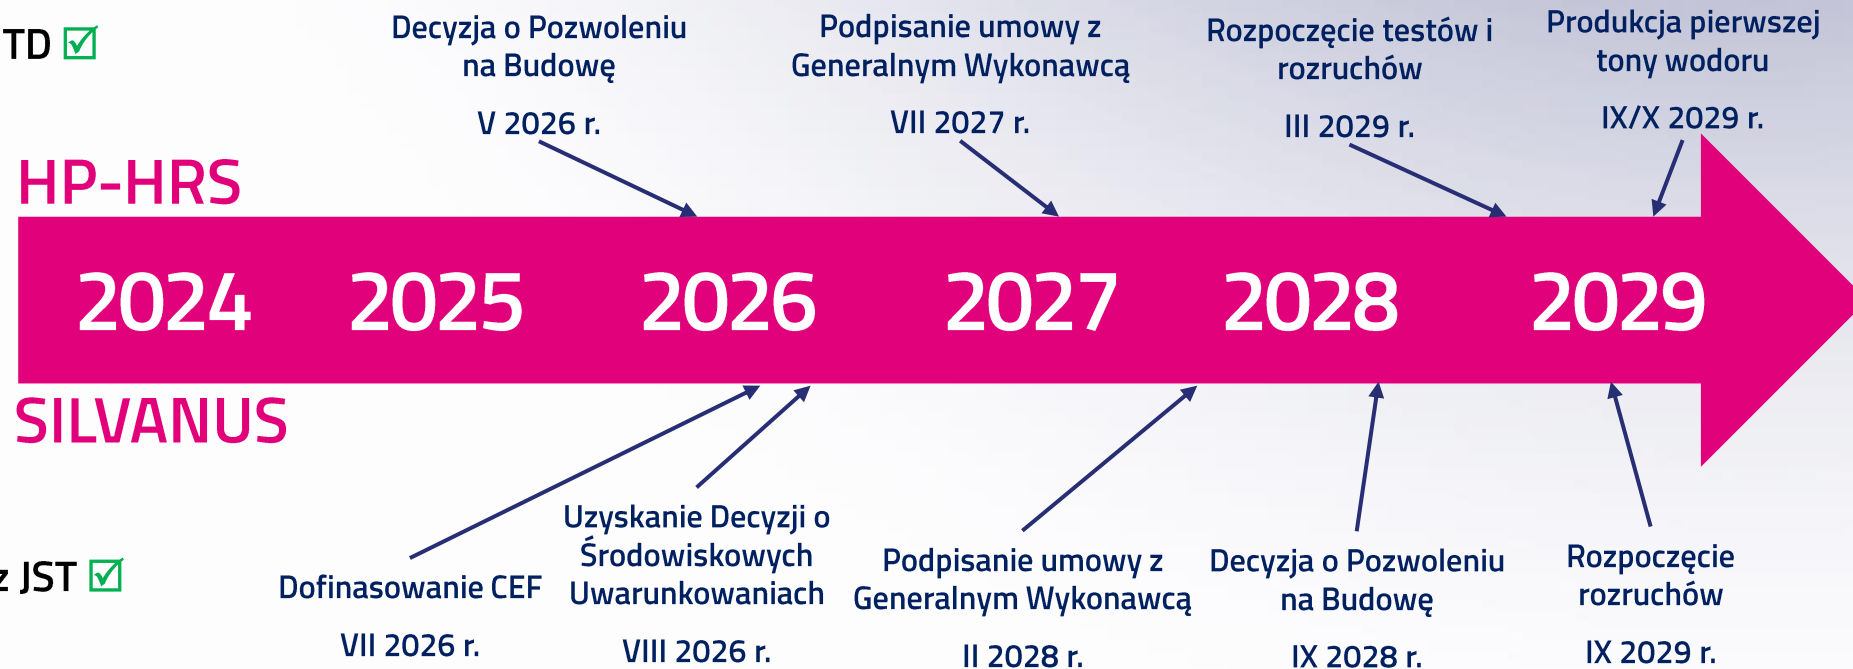 TD
Decyzja o Pozwoleniu
na Budowę
V 2026 r.
Podpisanie umowy z
Generalnym Wykonawcą
VII 2027 r.
Rozpoczęcie testów i
rozruchów
III 2029 r.
Produkcja pierwszej
tony wodoru
IX/X 2029 r.
HP-HRS
2024 2025 2026 2027 2028 2029
SILVANUS
z JST
Dofinasowanie CEF
VII 2026 r.
Uzyskanie Decyzji o
Środowiskowych
Uwarunkowaniach
VIII 2026 r.
Podpisanie umowy z
Generalnym Wykonawcą
II 2028 r.
Decyzja o Pozwoleniu
na Budowę
IX 2028 r.
Rozpoczęcie
rozruchów
IX 2029 r.